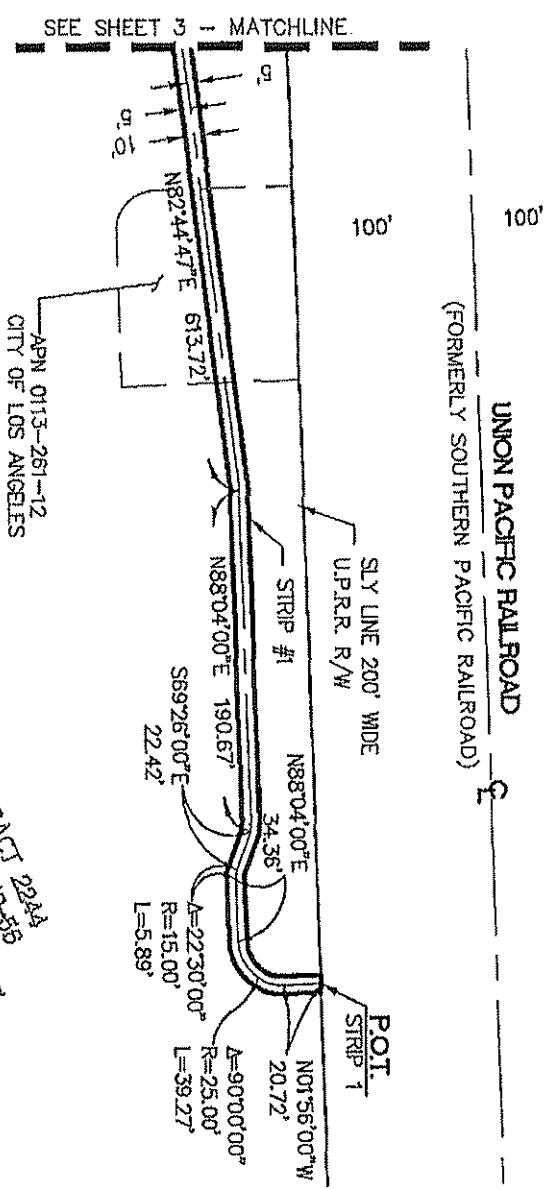 SEE SHEET 3 -- MATCHLINE
5'
5'
10'
100'
100'
UNION PACIFIC RAILROAD
(FORMERLY SOUTHERN PACIFIC RAILROAD)
℄
N82°44'47"E 613.72'
APN 0113-261-12
CITY OF LOS ANGELES
SLY LINE 200' WIDE
U.P.R.R. R/W
STRIP #1
N88°04'00"E 190.67'
S69°26'00"E
22.42'
N88°04'00"E
34.36'
Δ=22°30'00"
R=15.00'
L=5.89'
P.O.T.
STRIP 1
N01°56'00"W
20.72'
Δ=90°00'00"
R=25.00'
L=39.27'
2244